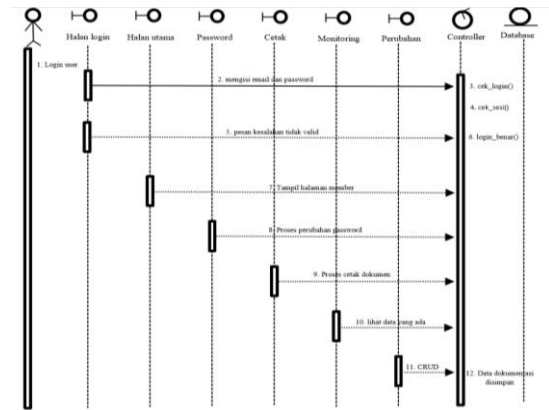 Halan login
Halan utama
Password
Cetak
Monitoring
Perubahan
Controller
Database
1. Login user
2. mengisi email dan password
3. cek_login()
4. cek_sesi()
5. pesan kesalahan tidak valid
6. login_benar()
7. Tampil halaman member
8. Proses perubahan password
9. Proses cetak dokumen
10. lihat data yang ada
11. CRUD
12. Data dokumentasi
disimpan